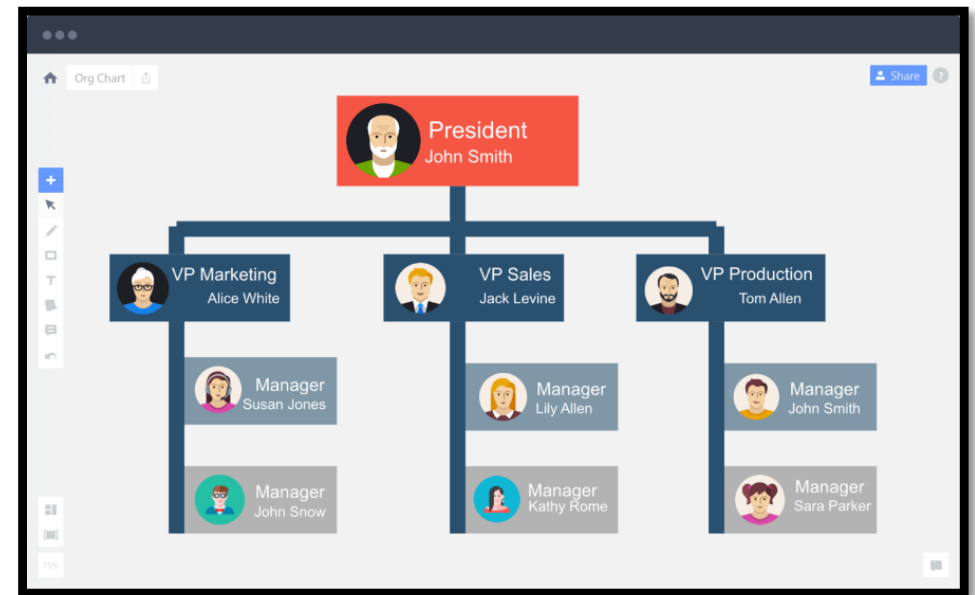 Org Chart
Share
?
President
John Smith
VP Marketing
Alice White
VP Sales
Jack Levine
VP Production
Tom Allen
T
Manager
Susan Jones
Manager
Lily Allen
Manager
John Smith
Manager
John Snow
Manager
Kathy Rome
Manager
Sara Parker
75%